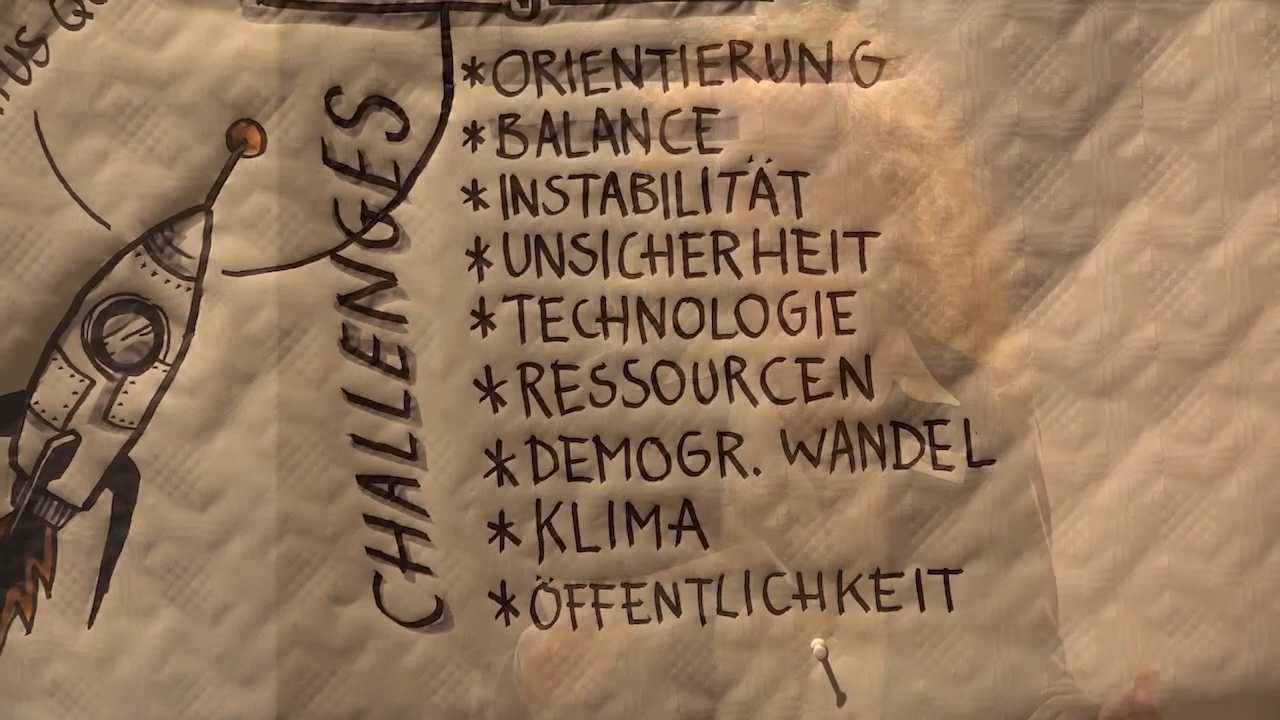 CHALLENGES
*ORIENTIERUNG
*BALANCE
*INSTABILITÄT
*UNSICHERHEIT
*TECHNOLOGIE
*RESSOURCEN
*DEMOGR. WANDEL
*KLIMA
*ÖFFENTLICHKEIT